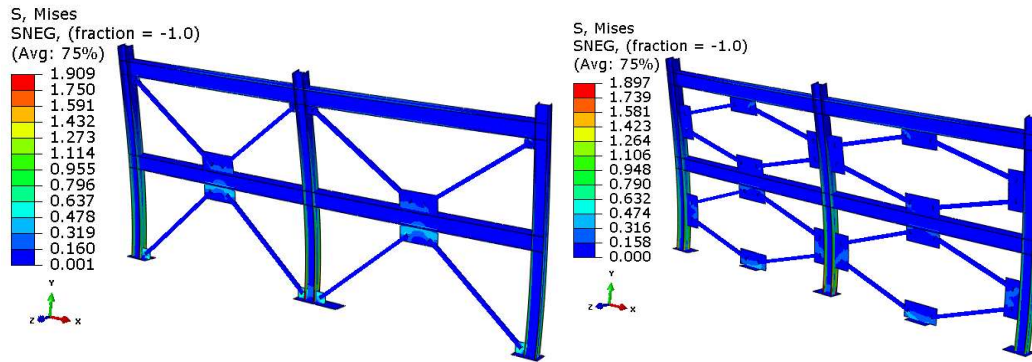 S, Mises
SNEG, (fraction = -1.0)
(Avg: 75%)
1.909
1.750
1.591
1.432
1.273
1.114
0.955
0.796
0.637
0.478
0.319
0.160
0.001
Y
Z
X
S, Mises
SNEG, (fraction = -1.0)
(Avg: 75%)
1.897
1.739
1.581
1.423
1.264
1.106
0.948
0.790
0.632
0.474
0.316
0.158
0.000
Y
Z
X